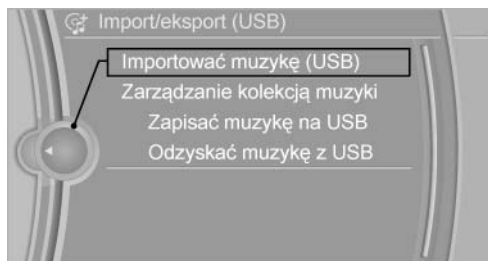 Import/eksport (USB)
Importować muzykę (USB)
Zarządzanie kolekcją muzyki
Zapisać muzykę na USB
Odzyskać muzykę z USB